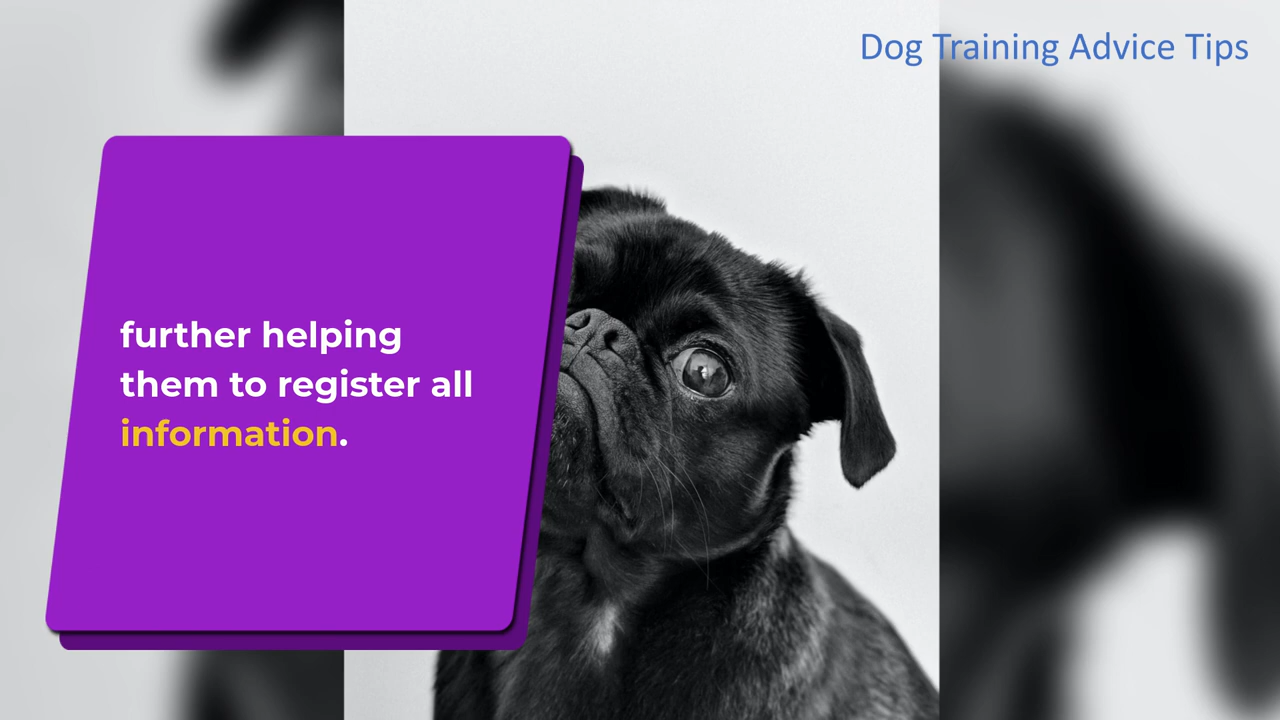 Dog Training Advice Tips
further helping
them to register all
information.